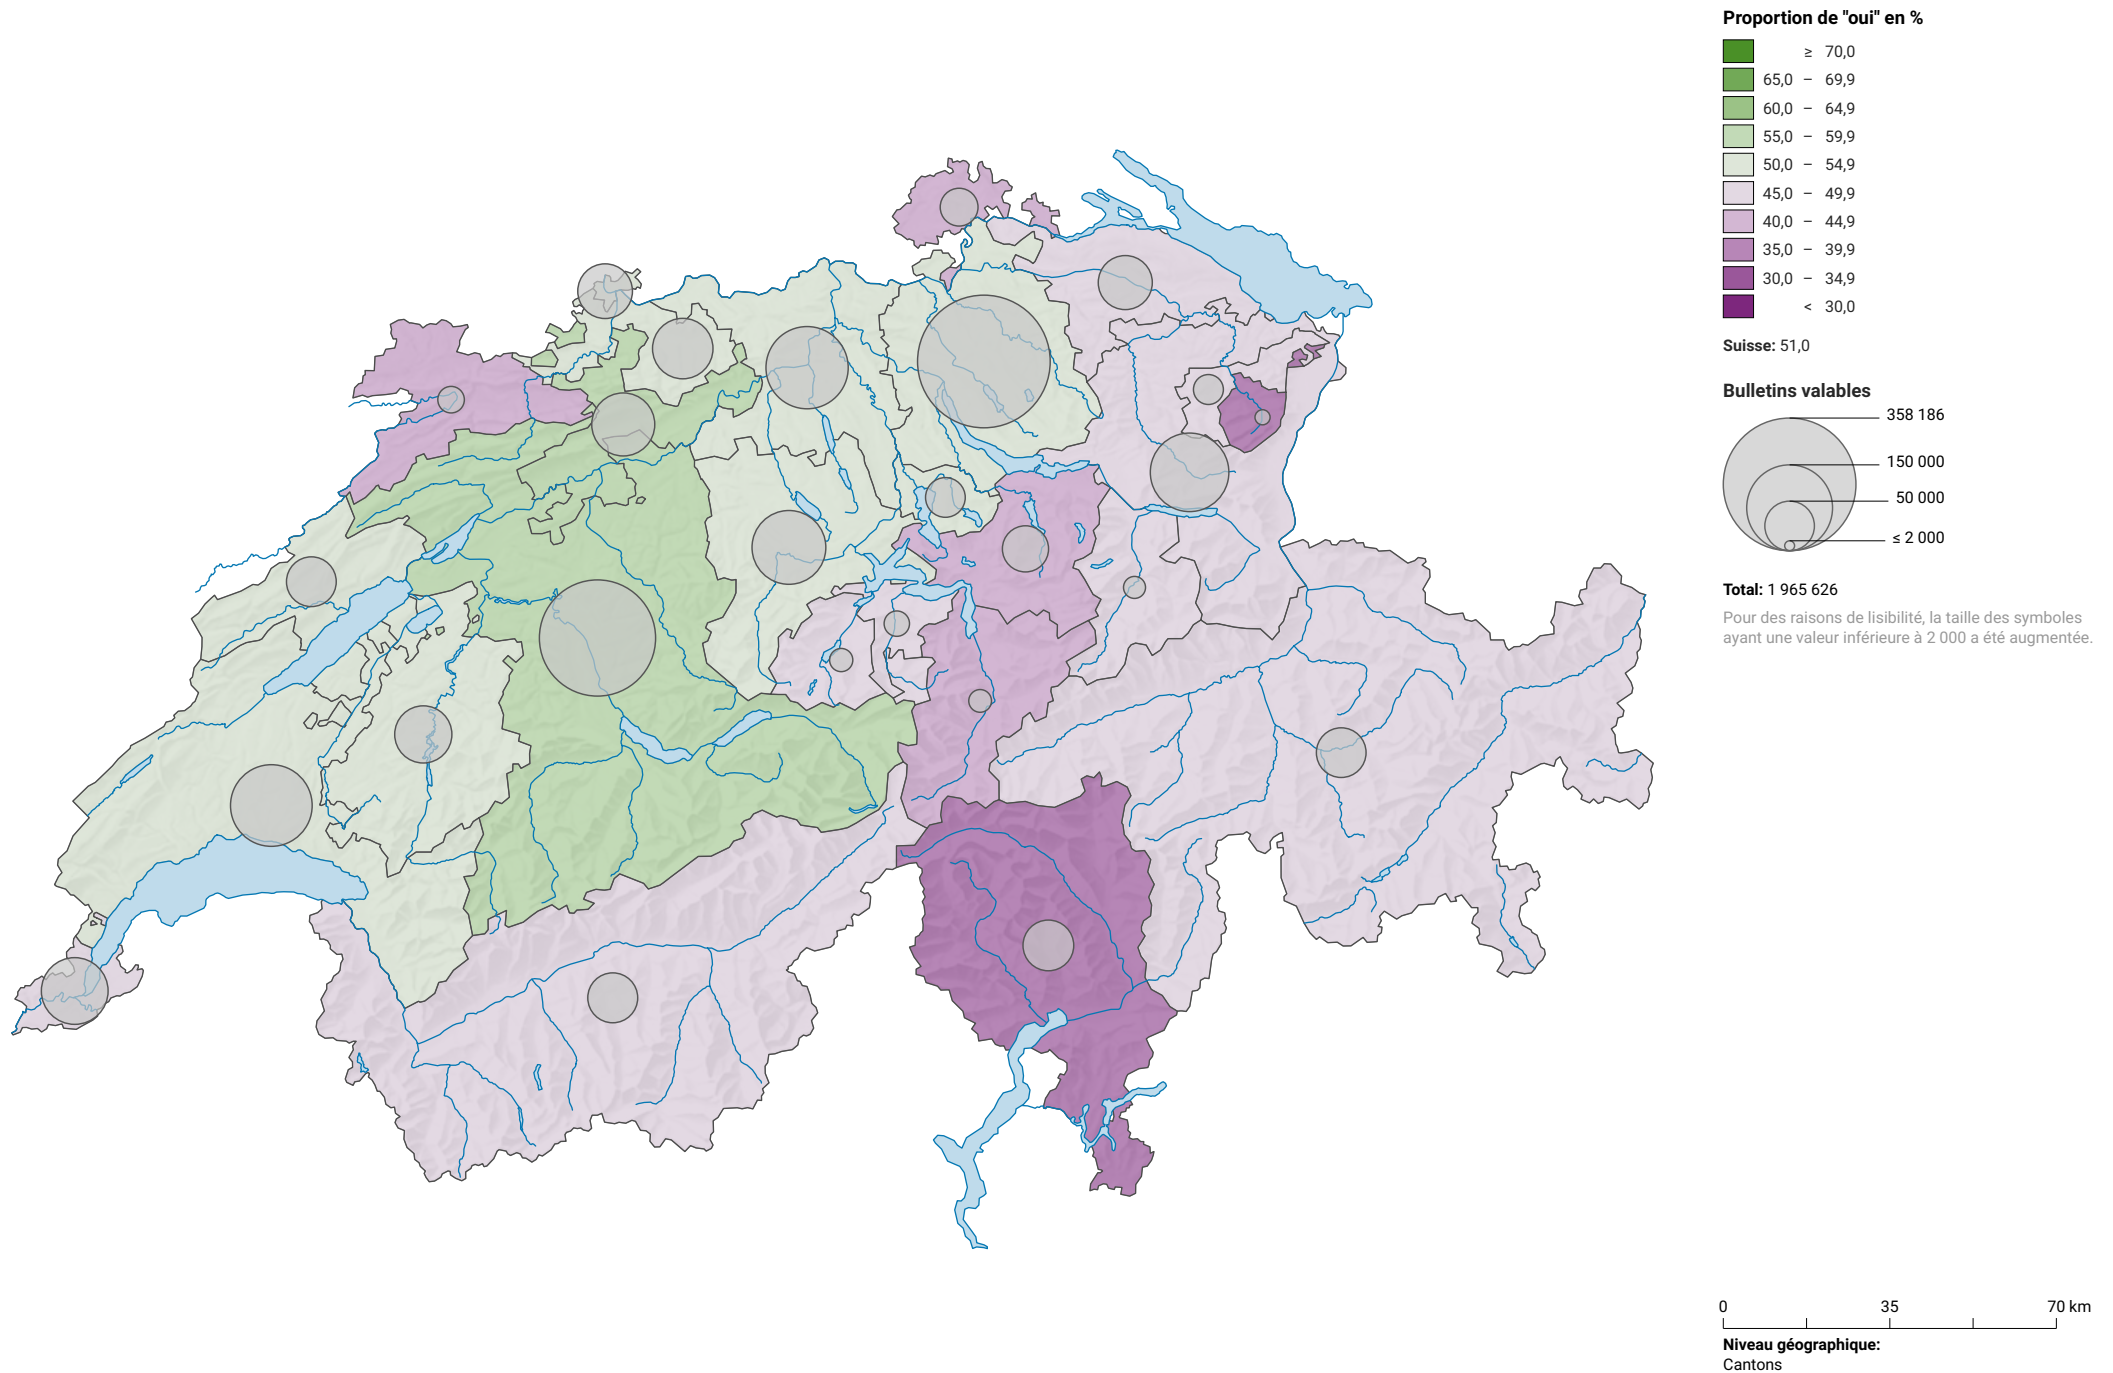 Proportion de "oui" en %
≥ 70,0
65,0 – 69,9
60,0 – 64,9
55,0 – 59,9
50,0 – 54,9
45,0 – 49,9
40,0 – 44,9
35,0 – 39,9
30,0 – 34,9
< 30,0
Suisse: 51,0
Bulletins valables
358 186
150 000
50 000
≤ 2 000
Total: 1 965 626
Pour des raisons de lisibilité, la taille des symboles
ayant une valeur inférieure à 2 000 a été augmentée.
0 35 70 km
Niveau géographique:
Cantons